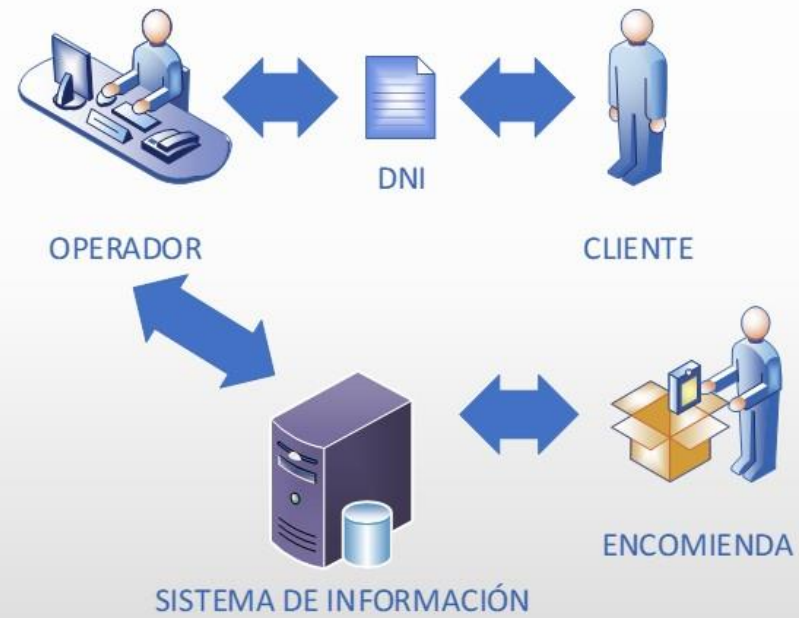 DNI
OPERADOR
CLIENTE
ENCOMIENDA
SISTEMA DE INFORMACIÓN